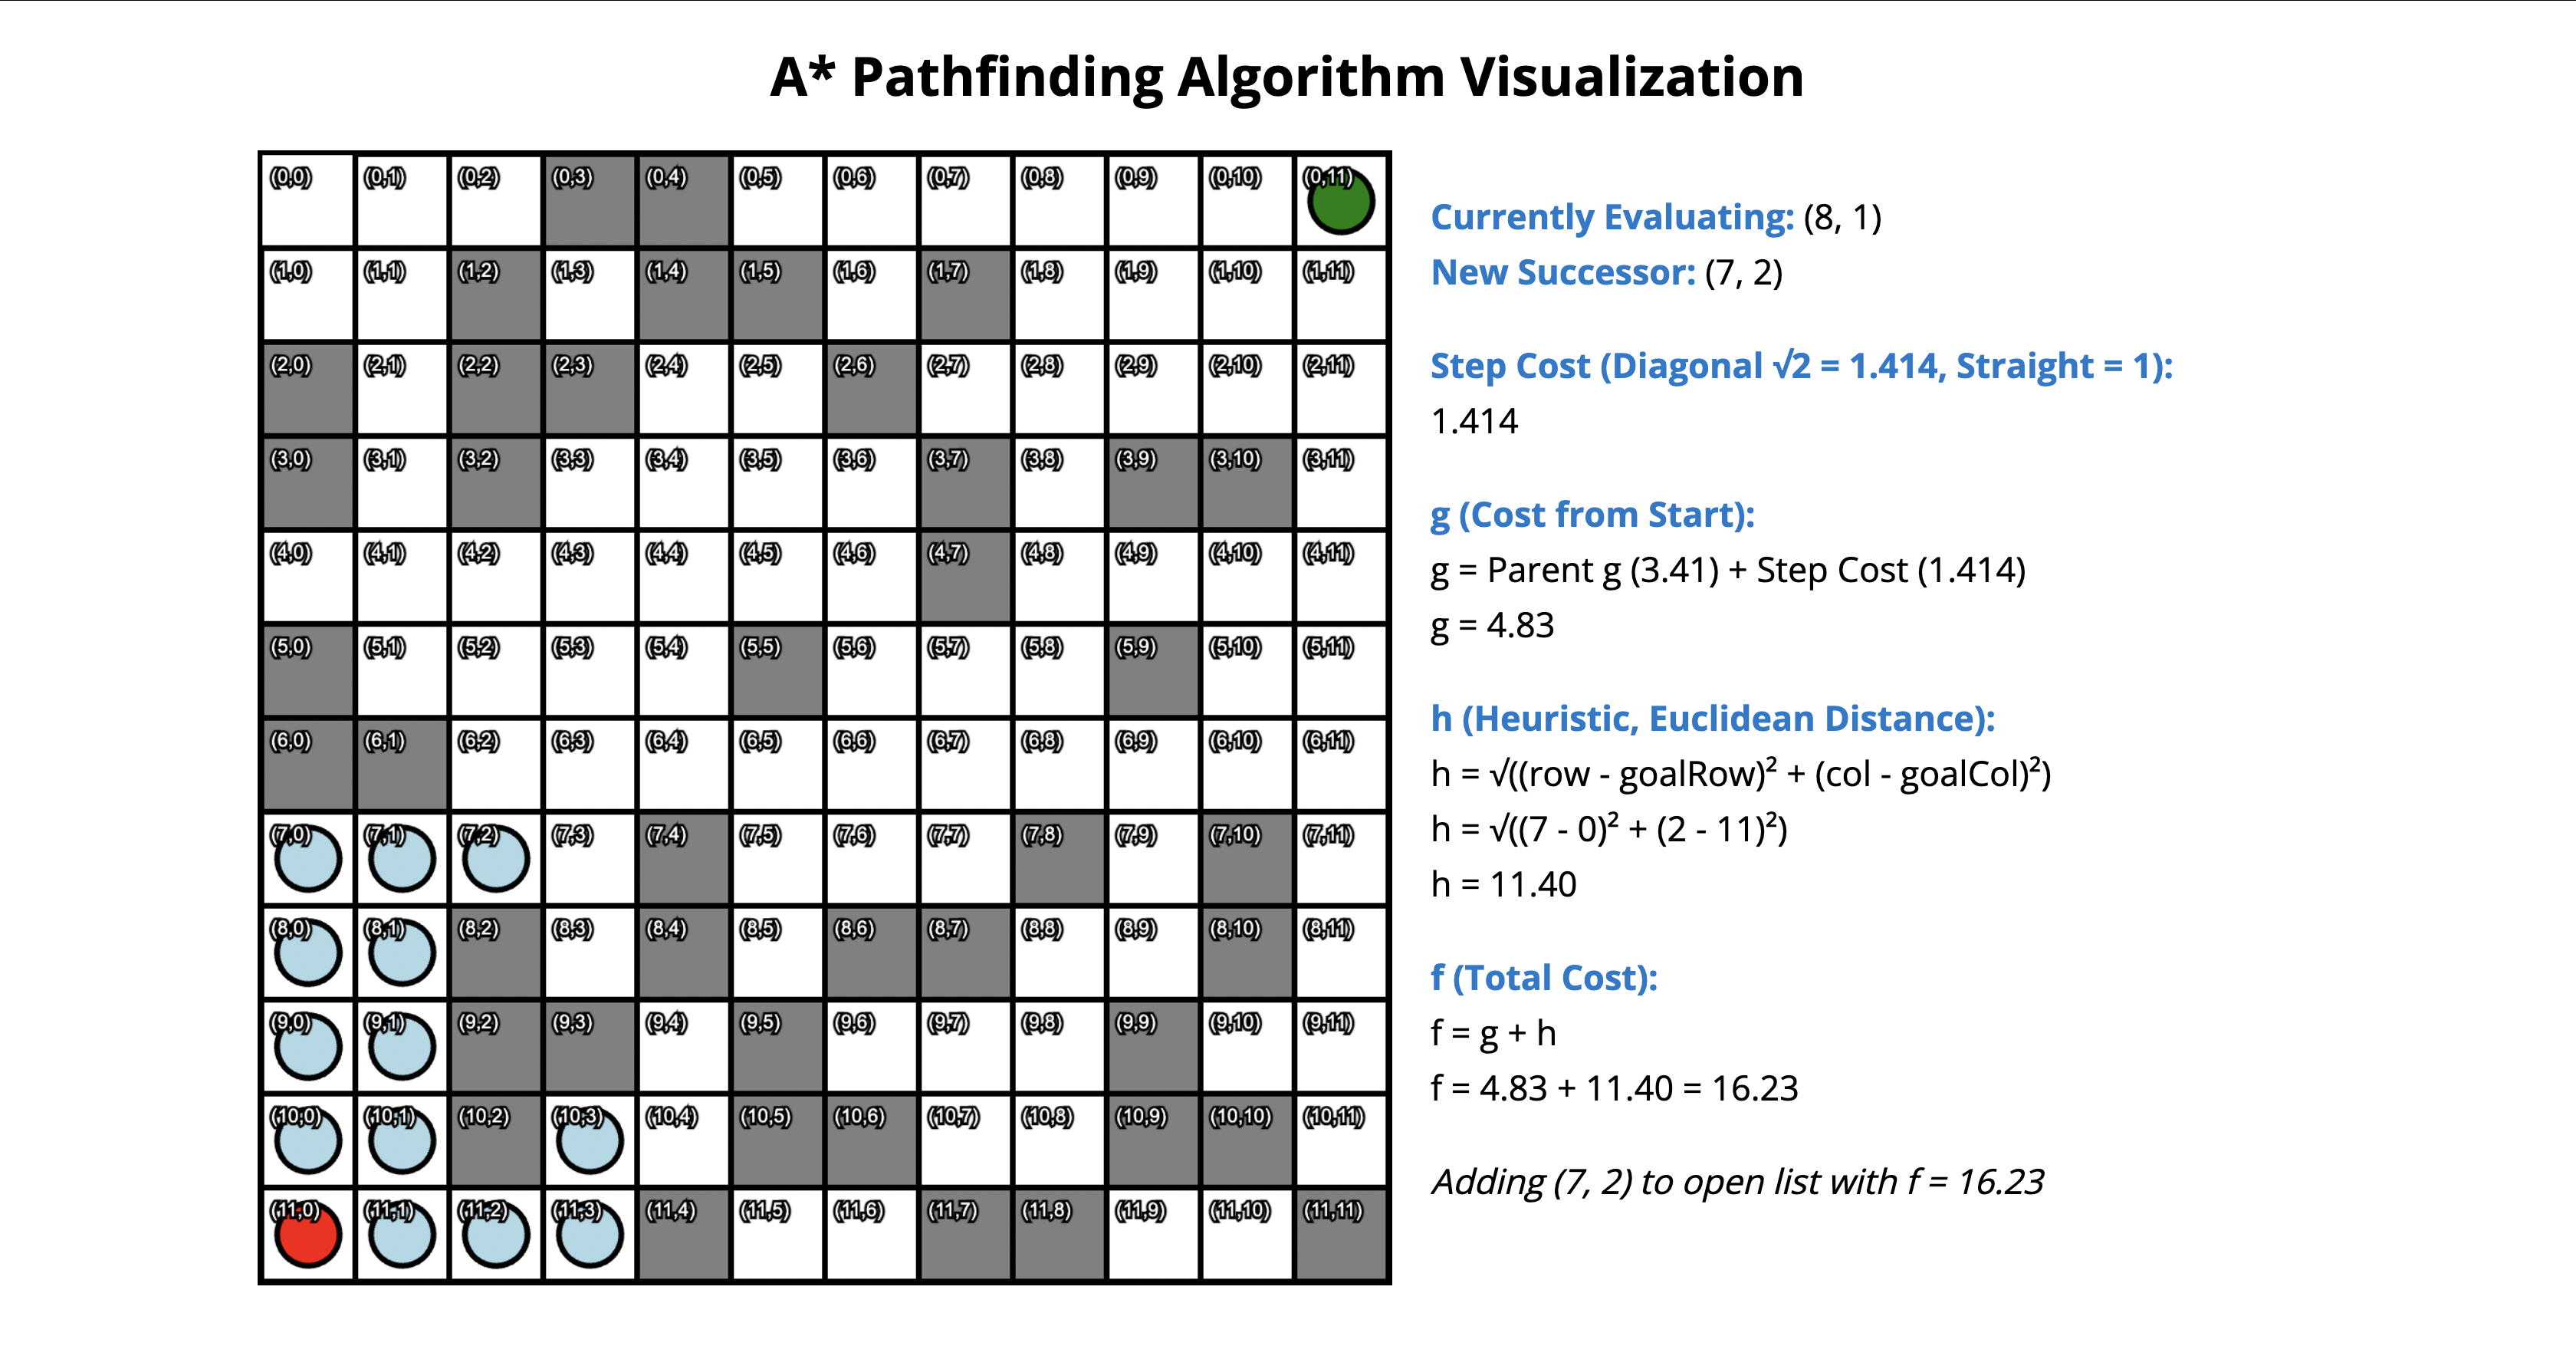 A* Pathfinding Algorithm Visualization
(0,0) (0,1) (0,2) (0,3) (0,4) (0,5) (0,6) (0,7) (0,8) (0,9) (0,10) (0,11)
(1,0) (1,1) (1,2) (1,3) (1,4) (1,5) (1,6) (1,7) (1,8) (1,9) (1,10) (1,11)
(2,0) (2,1) (2,2) (2,3) (2,4) (2,5) (2,6) (2,7) (2,8) (2,9) (2,10) (2,11)
(3,0) (3,1) (3,2) (3,3) (3,4) (3,5) (3,6) (3,7) (3,8) (3,9) (3,10) (3,11)
(4,0) (4,1) (4,2) (4,3) (4,4) (4,5) (4,6) (4,7) (4,8) (4,9) (4,10) (4,11)
(5,0) (5,1) (5,2) (5,3) (5,4) (5,5) (5,6) (5,7) (5,8) (5,9) (5,10) (5,11)
(6,0) (6,1) (6,2) (6,3) (6,4) (6,5) (6,6) (6,7) (6,8) (6,9) (6,10) (6,11)
(7,0) (7,1) (7,2) (7,3) (7,4) (7,5) (7,6) (7,7) (7,8) (7,9) (7,10) (7,11)
(8,0) (8,1) (8,2) (8,3) (8,4) (8,5) (8,6) (8,7) (8,8) (8,9) (8,10) (8,11)
(9,0) (9,1) (9,2) (9,3) (9,4) (9,5) (9,6) (9,7) (9,8) (9,9) (9,10) (9,11)
(10,0) (10,1) (10,2) (10,3) (10,4) (10,5) (10,6) (10,7) (10,8) (10,9) (10,10) (10,11)
(11,0) (11,1) (11,2) (11,3) (11,4) (11,5) (11,6) (11,7) (11,8) (11,9) (11,10) (11,11)
Currently Evaluating: (8, 1)
New Successor: (7, 2)
Step Cost (Diagonal √2 = 1.414, Straight = 1):
1.414
g (Cost from Start):
g = Parent g (3.41) + Step Cost (1.414)
g = 4.83
h (Heuristic, Euclidean Distance):
h = √((row - goalRow)² + (col - goalCol)²)
h = √((7 - 0)² + (2 - 11)²)
h = 11.40
f (Total Cost):
f = g + h
f = 4.83 + 11.40 = 16.23
Adding (7, 2) to open list with f = 16.23